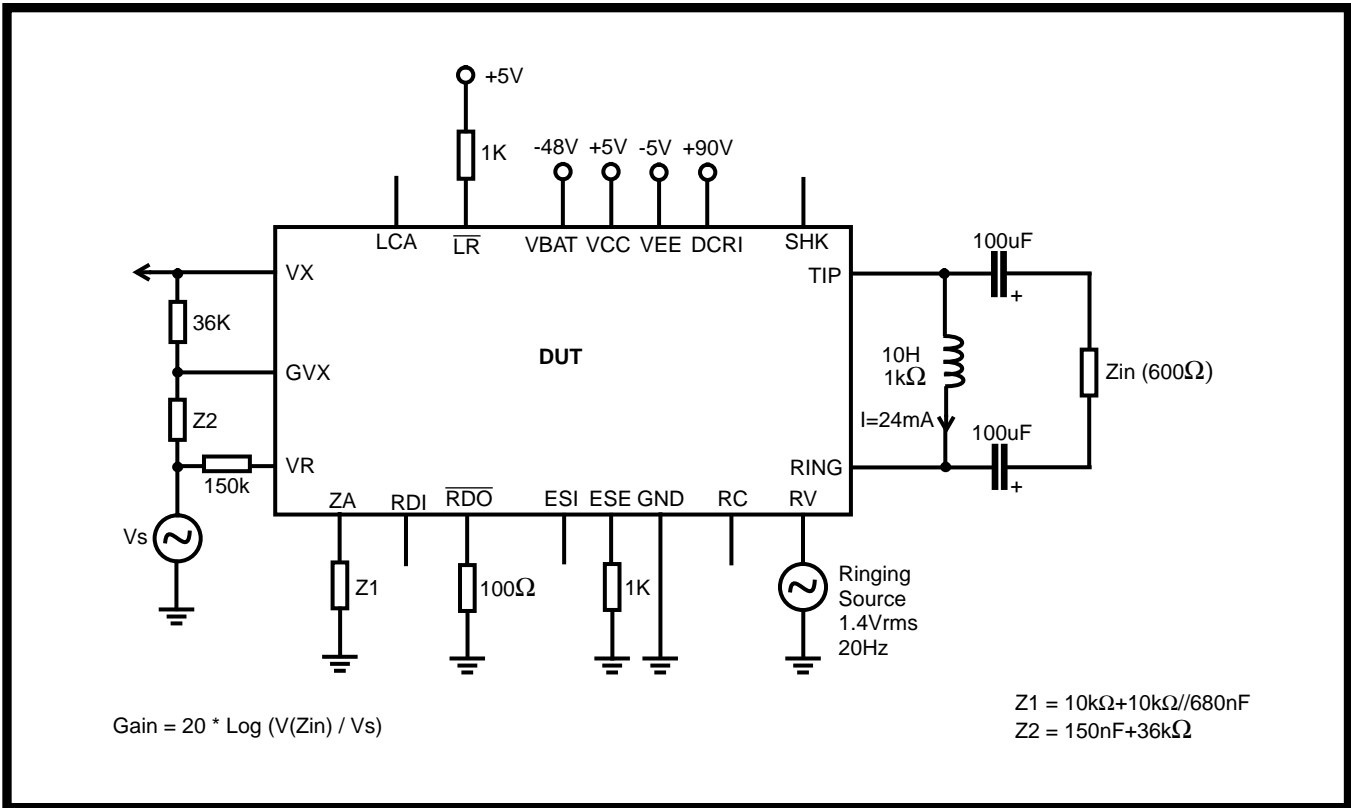 +5V
1K
-48V +5V -5V +90V
LCA
LR
VBAT VCC VEE DCRI
SHK
100uF
VX
TIP
+
36K
DUT
10H
1kΩ
Zin (600Ω)
GVX
Z2
I=24mA
100uF
VR
RING
150k
+
ZA
RDI
RDO
ESI ESE GND
RC
RV
Vs
Z1
100Ω
1K
Ringing
Source
1.4Vrms
20Hz
Gain = 20 * Log (V(Zin) / Vs)
Z1 = 10kΩ+10kΩ//680nF
Z2 = 150nF+36kΩ